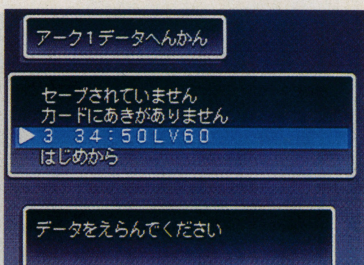 アーク1データへんかん
セーブされていません
カードにあきがありません
▶3 34:50LV60
はじめから
データをえらんでください